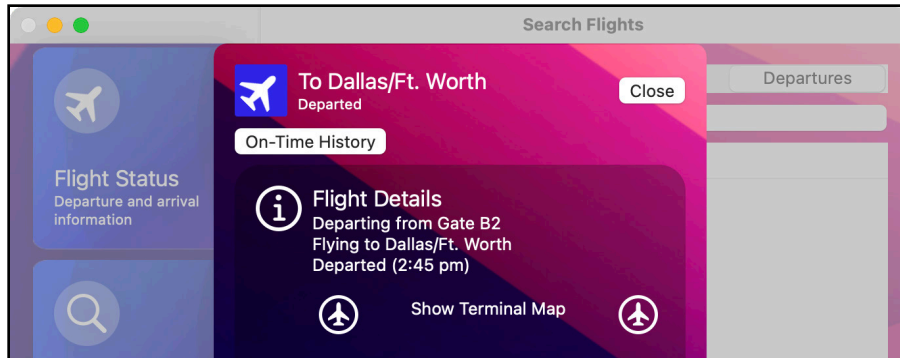 Search Flights
Departures
Flight Status
Departure and arrival
information
To Dallas/Ft. Worth
Departed
Close
On-Time History
Flight Details
Departing from Gate B2
Flying to Dallas/Ft. Worth
Departed (2:45 pm)
Show Terminal Map